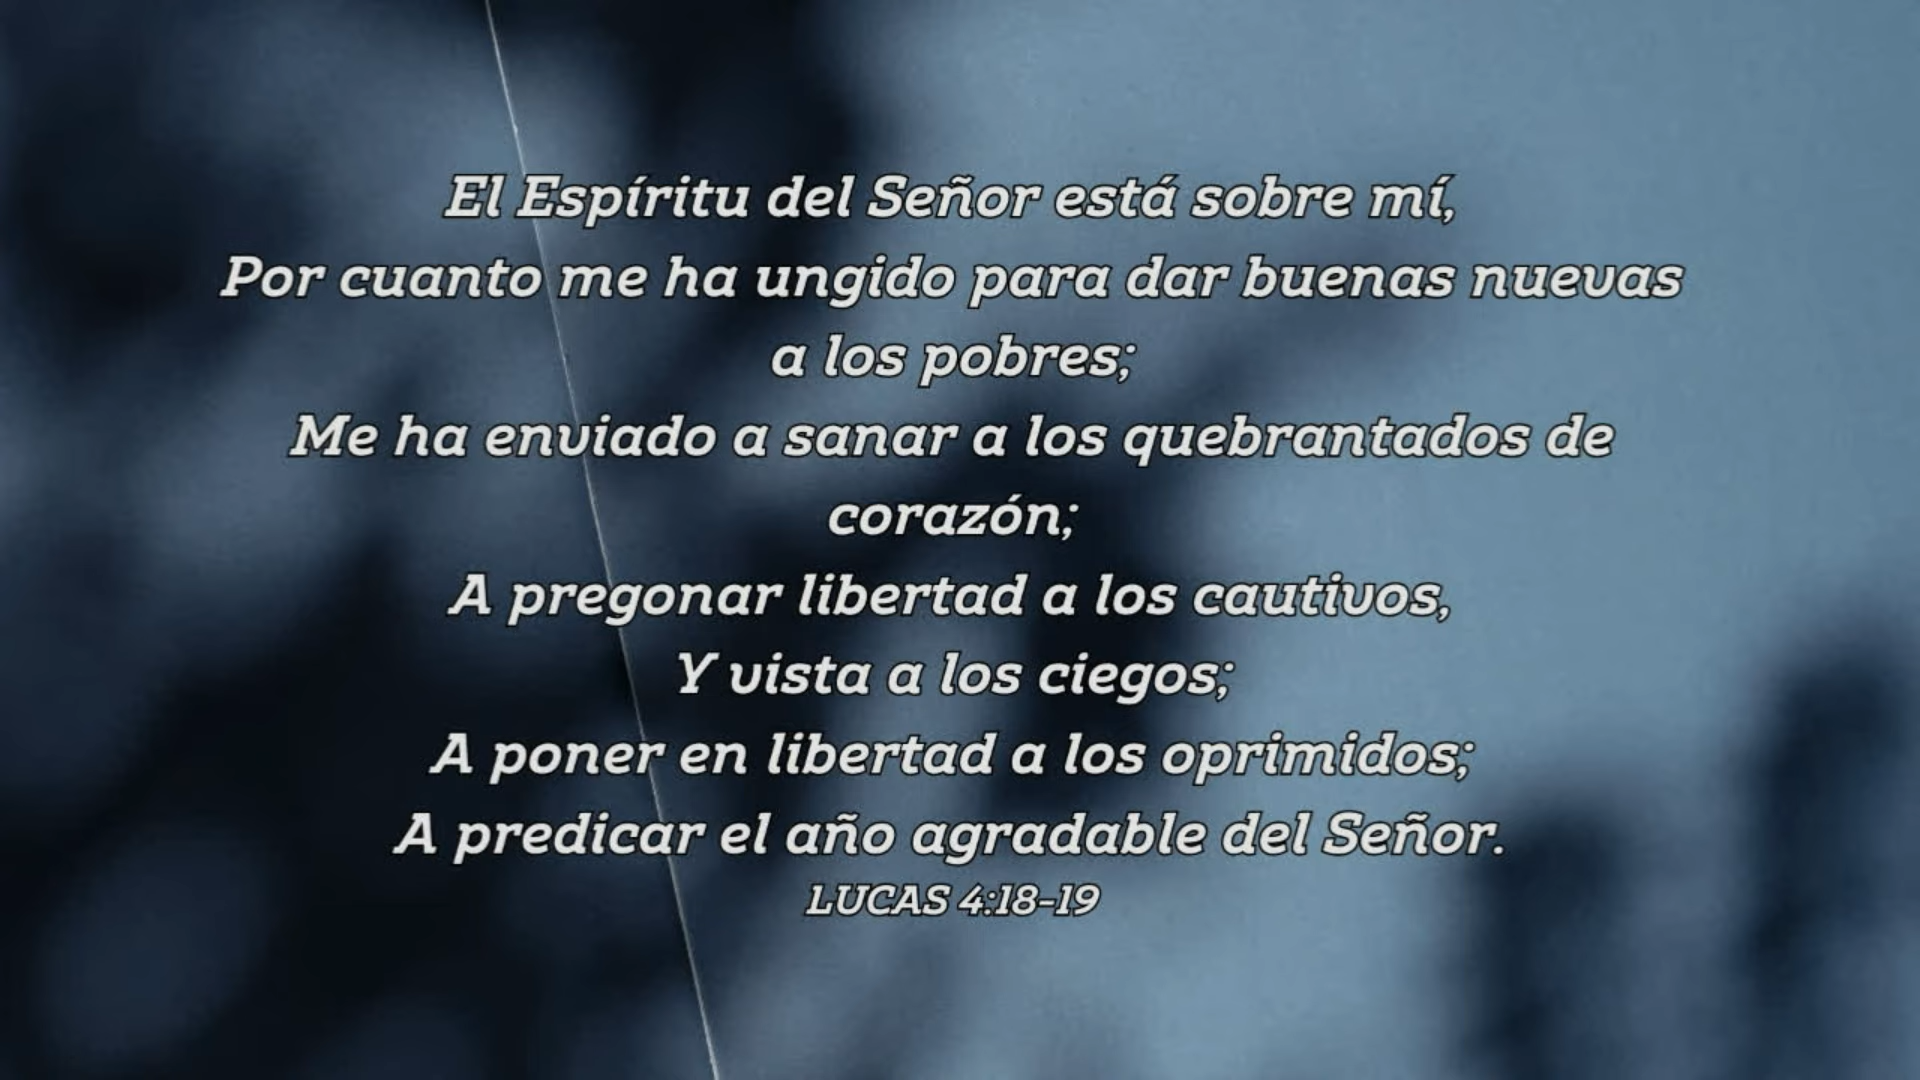 El Espíritu del Señor está sobre mí,
Por cuanto me ha ungido para dar buenas nuevas
a los pobres;
Me ha enviado a sanar a los quebrantados de
corazón;
A pregonar libertad a los cautivos,
Y vista a los ciegos;
A poner en libertad a los oprimidos;
A predicar el año agradable del Señor.
LUCAS 4:18-19